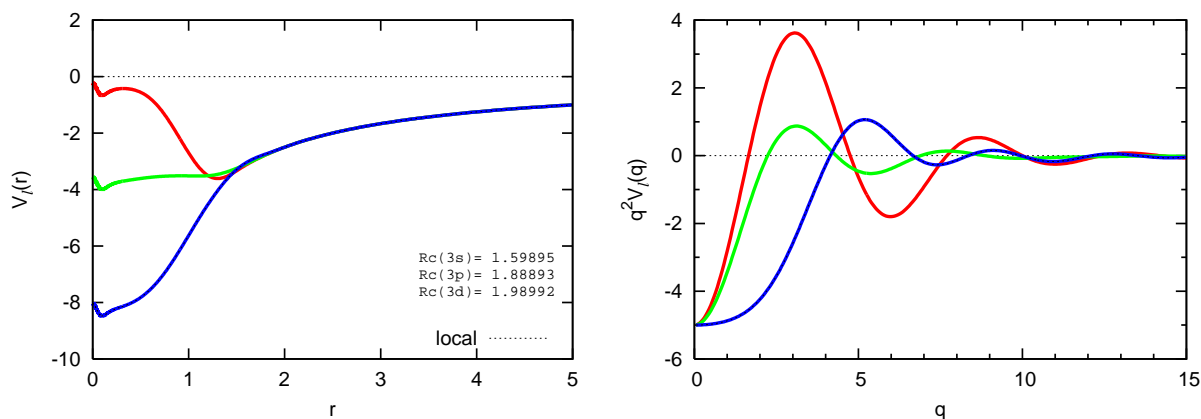 2
0
-2
-4
-6
-8
-10
0
1
2
3
4
5
V_l(r)
r
Rc(3s)= 1.59895
Rc(3p)= 1.88893
Rc(3d)= 1.98992
local
4
2
0
-2
-4
-6
0
5
10
15
q²V_l(q)
q